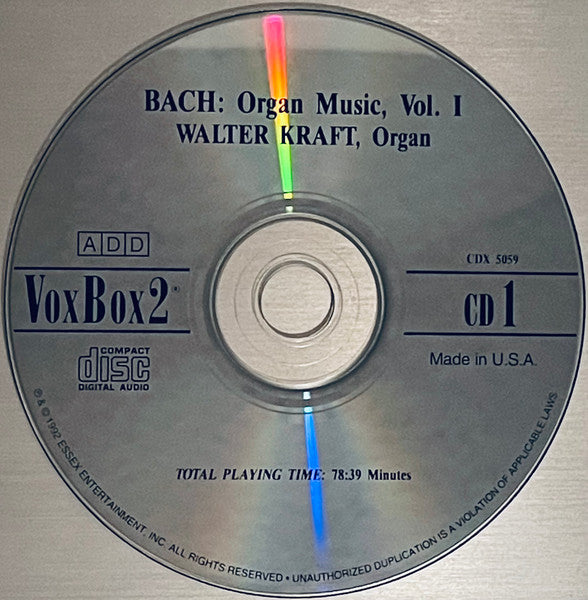 BACH: Organ Music, Vol. I
WALTER KRAFT, Organ
ADD
CDX 5059
VOXBOX2®
CD 1
COMPACT
disc
DIGITAL AUDIO
Made in U.S.A.
TOTAL PLAYING TIME: 78:39 Minutes
℗ & © 1992 ESSEX ENTERTAINMENT, INC. ALL RIGHTS RESERVED • UNAUTHORIZED DUPLICATION IS A VIOLATION OF APPLICABLE LAWS